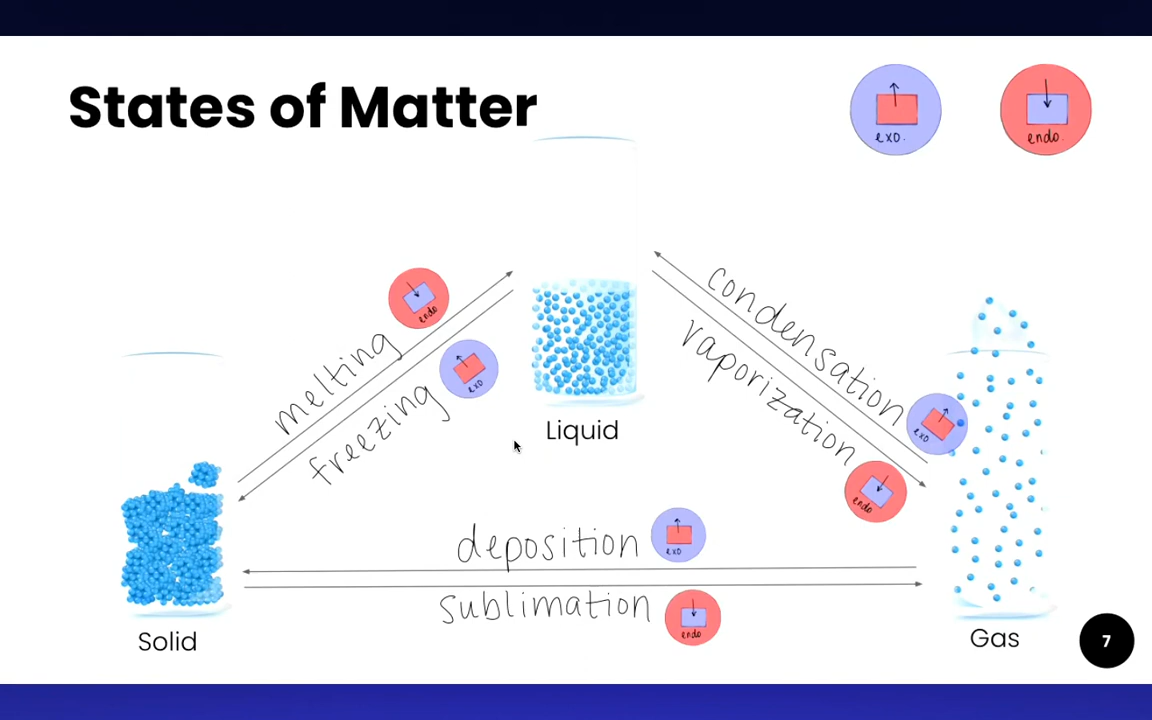 States of Matter
exo.
endo.
melting
endo
freezing
exo
Liquid
condensation
exo
vaporization
endo
deposition
exo
sublimation
endo
Solid
Gas
7